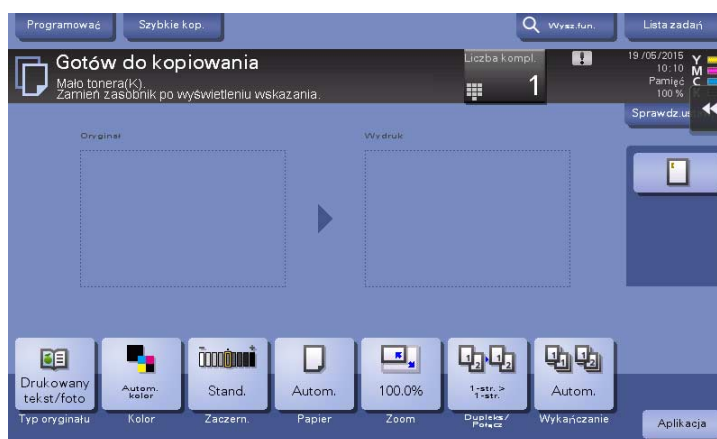 Programować
Szybkie kop.
Wysz.fun.
Lista zadań
Gotów do kopiowania
Mało tonera(K).
Zamień zasobnik po wyświetleniu wskazania.
Liczba kompl.
1
19/05/2015
10:10
Pamięć
100 %
Y
M
C
K
Sprawdz.us
Oryginał
Wydruk
Drukowany
tekst/foto
Autom.
kolor
Stand.
Autom.
100.0%
1-str. >
1-str.
Autom.
Typ oryginału
Kolor
Zaczern.
Papier
Zoom
Dupleks/
Połącz
Wykańczanie
Aplikacja